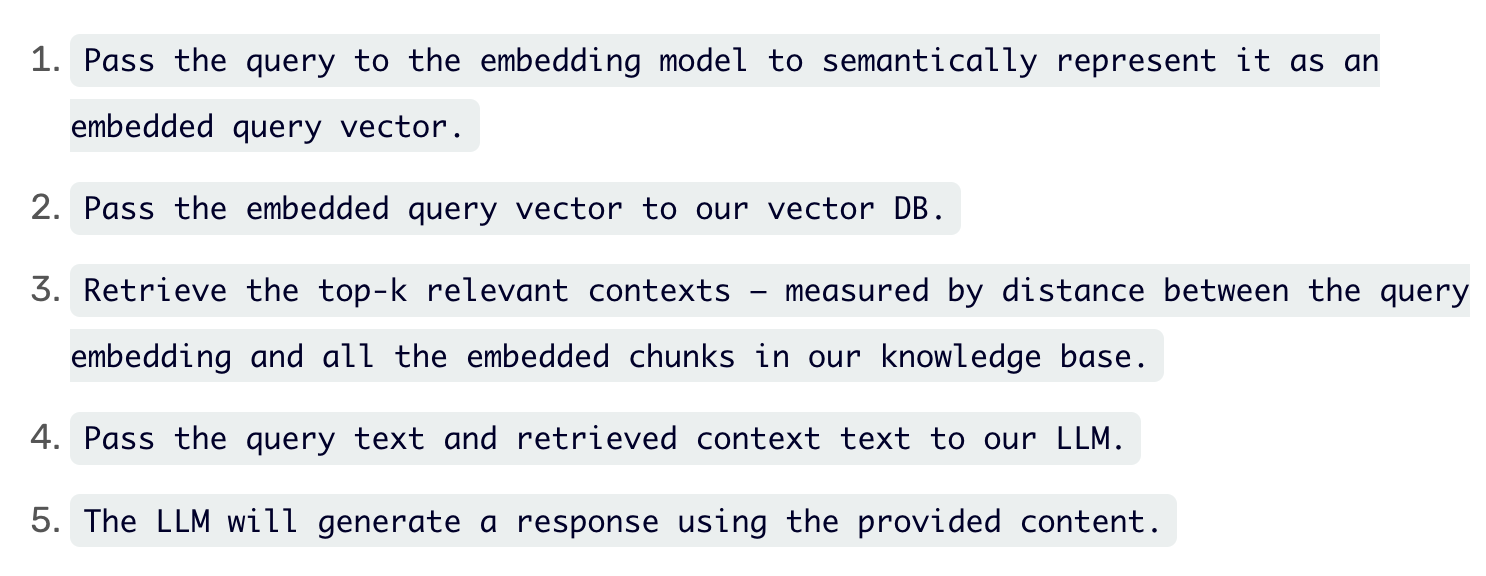 1. Pass the query to the embedding model to semantically represent it as an
embedded query vector.
2. Pass the embedded query vector to our vector DB.
3. Retrieve the top-k relevant contexts – measured by distance between the query
embedding and all the embedded chunks in our knowledge base.
4. Pass the query text and retrieved context text to our LLM.
5. The LLM will generate a response using the provided content.